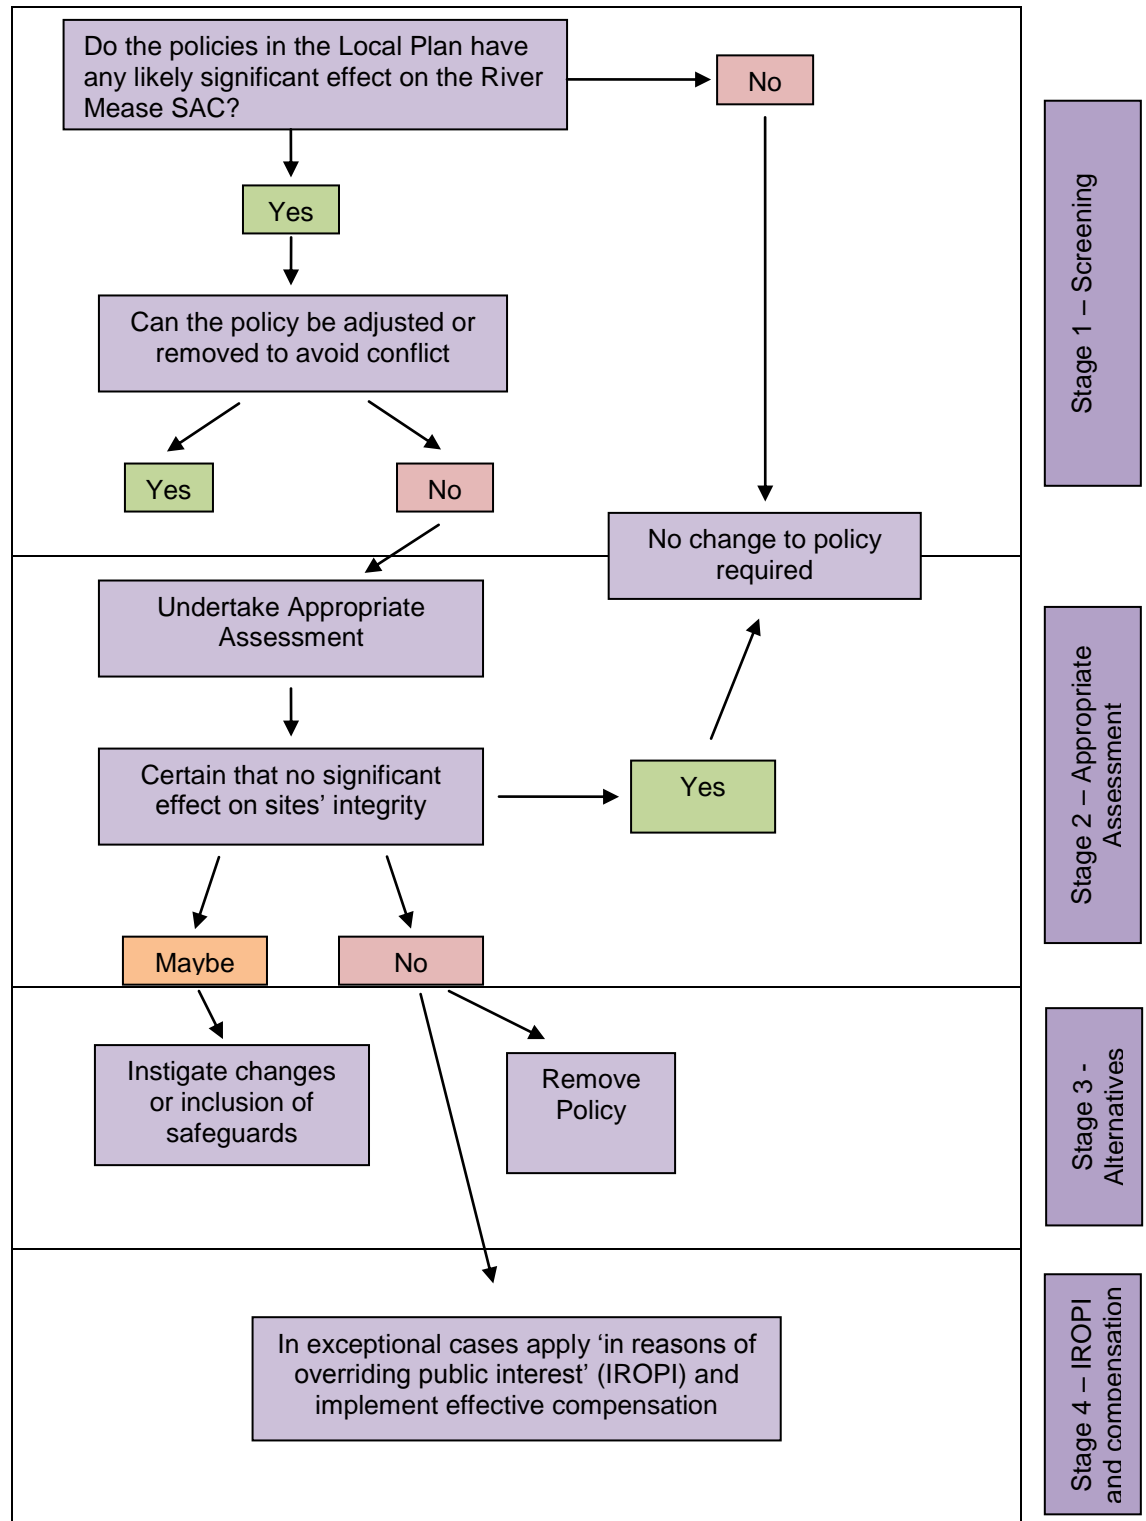 Do the policies in the Local Plan have
any likely significant effect on the River
Mease SAC?
No
Yes
Can the policy be adjusted or
removed to avoid conflict
Yes
No
Stage 1 – Screening
No change to policy
required
Undertake Appropriate
Assessment
Certain that no significant
effect on sites’ integrity
Yes
Maybe
No
Stage 2 – Appropriate
Assessment
Instigate changes
or inclusion of
safeguards
Remove
Policy
Stage 3 -
Alternatives
In exceptional cases apply ‘in reasons of
overriding public interest’ (IROPI) and
implement effective compensation
Stage 4 – IROPI
and compensation